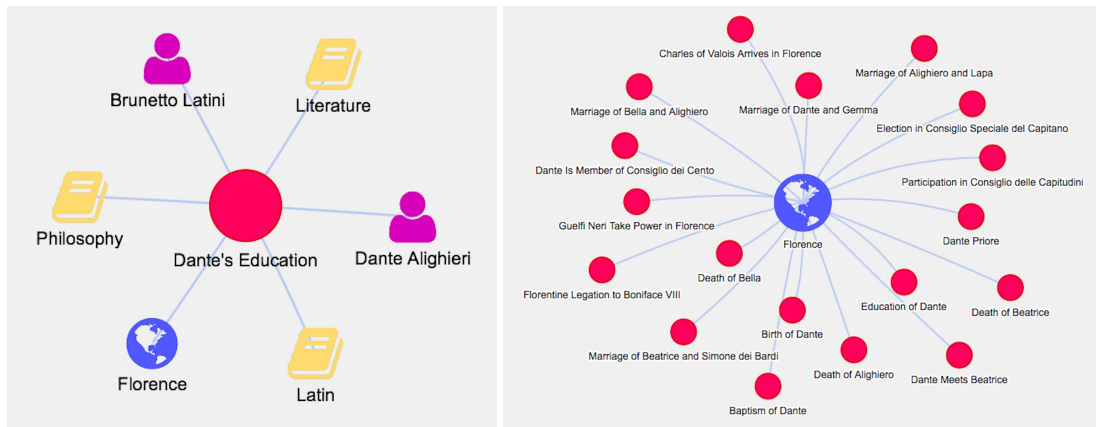 Brunetto Latini
Literature
Philosophy
Dante's Education
Dante Alighieri
Florence
Latin
Charles of Valois Arrives in Florence
Marriage of Alighiero and Lapa
Marriage of Bella and Alighiero
Marriage of Dante and Gemma
Election in Consiglio Speciale del Capitano
Dante Is Member of Consiglio dei Cento
Participation in Consiglio delle Capitudini
Guelfi Neri Take Power in Florence
Florence
Dante Priore
Death of Bella
Florentine Legation to Boniface VIII
Education of Dante
Death of Beatrice
Birth of Dante
Marriage of Beatrice and Simone dei Bardi
Death of Alighiero
Dante Meets Beatrice
Baptism of Dante